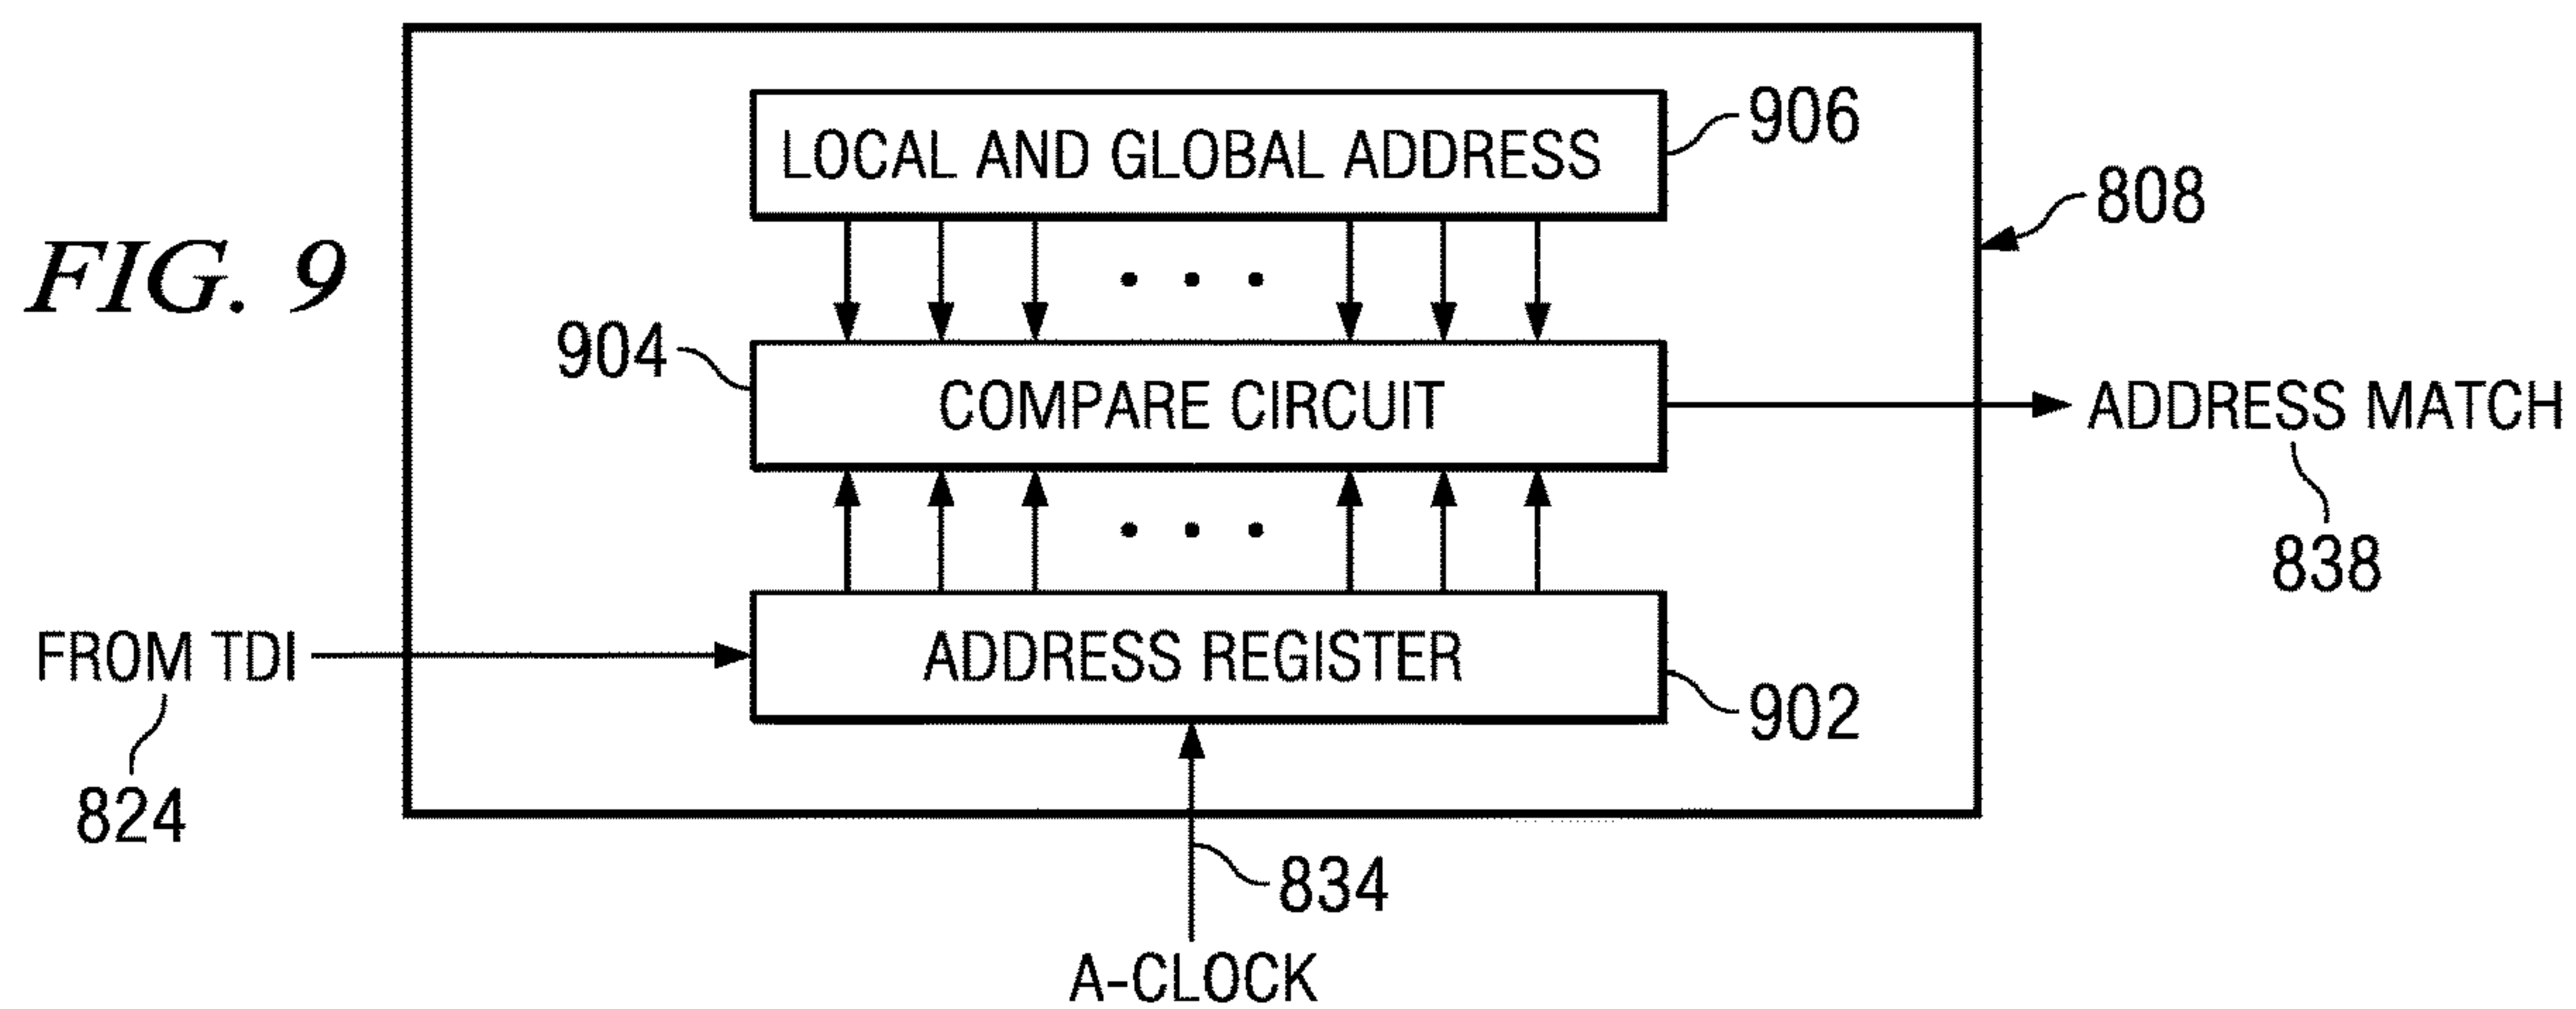 FIG. 9
LOCAL AND GLOBAL ADDRESS
906
808
904
COMPARE CIRCUIT
ADDRESS MATCH
838
FROM TDI
824
ADDRESS REGISTER
902
834
A-CLOCK